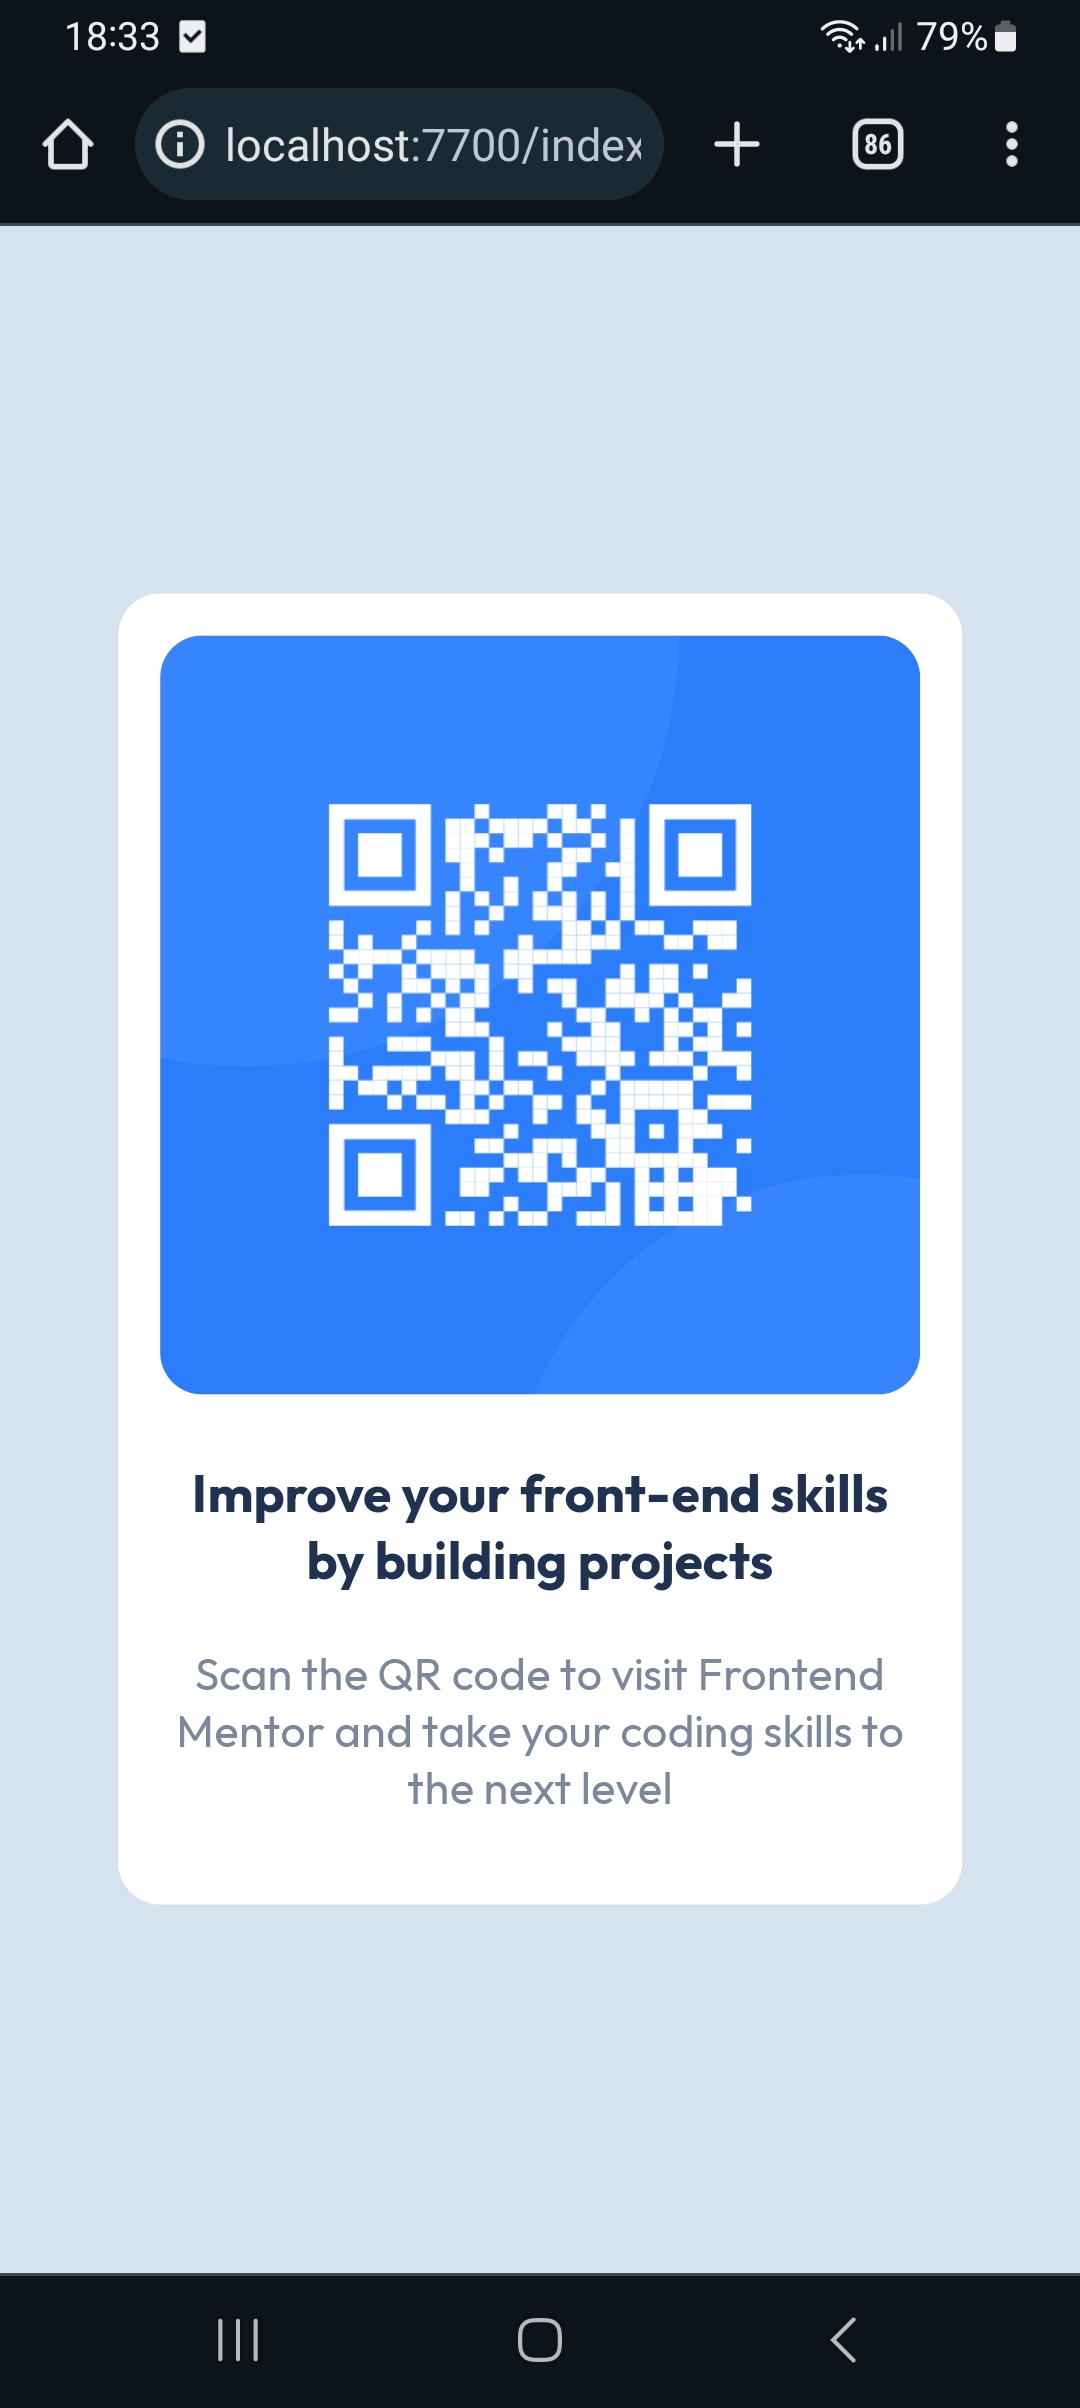 18:33 79%
localhost:7700/index
86
Improve your front-end skills
by building projects
Scan the QR code to visit Frontend
Mentor and take your coding skills to
the next level